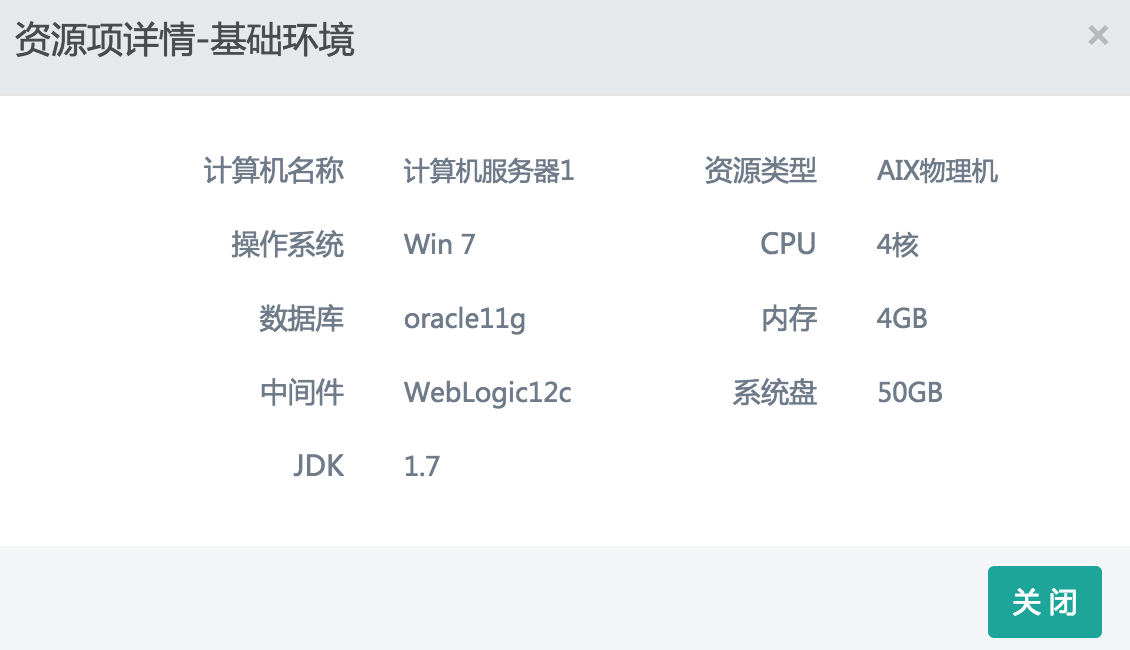 资源项详情-基础环境 ×
计算机名称 计算机服务器1 资源类型 AIX物理机
操作系统 Win 7 CPU 4核
数据库 oracle11g 内存 4GB
中间件 WebLogic12c 系统盘 50GB
JDK 1.7
关 闭